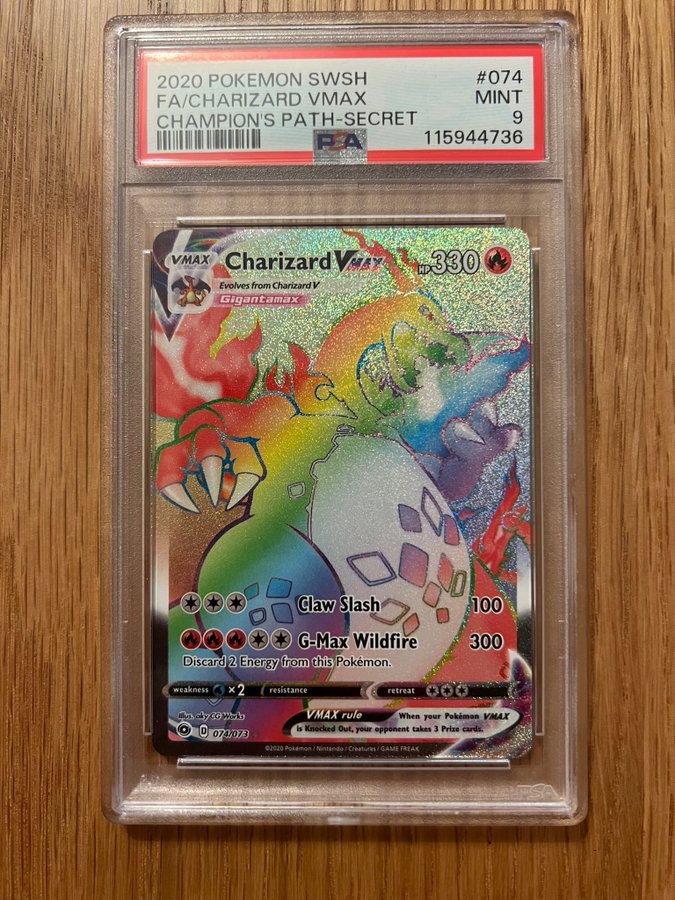 2020 POKEMON SWSH #074
FA/CHARIZARD VMAX MINT
CHAMPION'S PATH-SECRET 9
PSA 115944736
VMAX Charizard VMAX HP330
Evolves from Charizard V
Gigantamax
Claw Slash 100
G-Max Wildfire 300
Discard 2 Energy from this Pokémon.
weakness ×2 resistance retreat
Illus. aky CG Works
VMAX rule When your Pokémon VMAX
is Knocked Out, your opponent takes 3 Prize cards.
D 074/073
©2020 Pokémon / Nintendo / Creatures / GAME FREAK